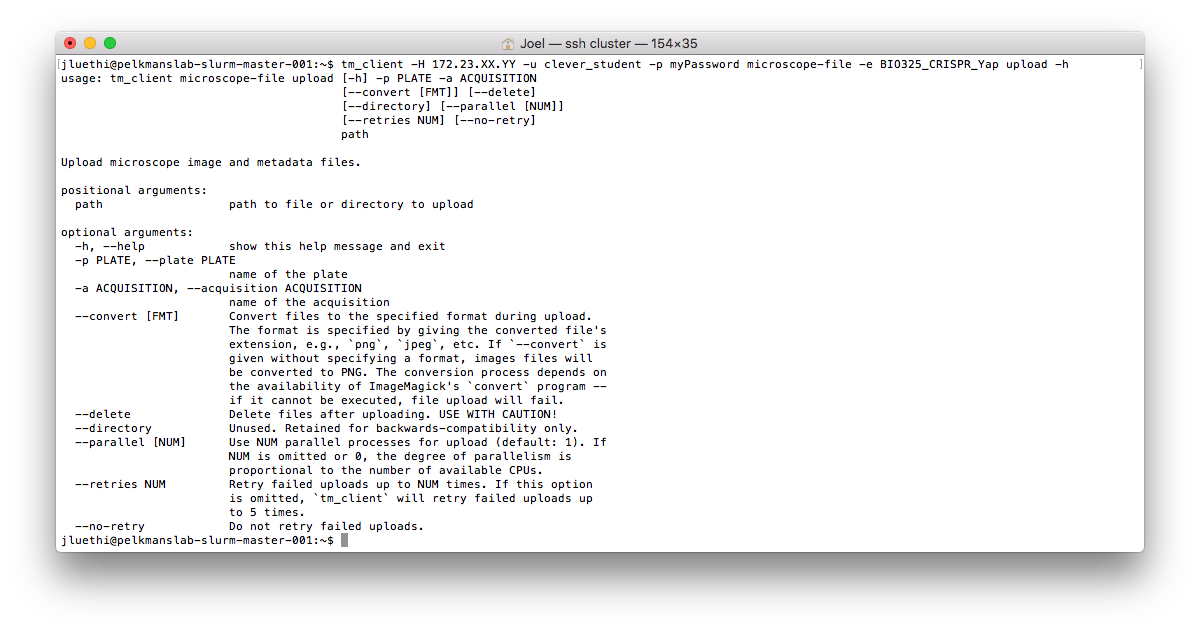 Joel — ssh cluster — 154×35
[jluethi@pelkmanslab-slurm-master-001:~$ tm_client -H 172.23.XX.YY -u clever_student -p myPassword microscope-file -e BIO325_CRISPR_Yap upload -h ]
usage: tm_client microscope-file upload [-h] -p PLATE -a ACQUISITION
[--convert [FMT]] [--delete]
[--directory] [--parallel [NUM]]
[--retries NUM] [--no-retry]
path
Upload microscope image and metadata files.
positional arguments:
path path to file or directory to upload
optional arguments:
-h, --help show this help message and exit
-p PLATE, --plate PLATE
name of the plate
-a ACQUISITION, --acquisition ACQUISITION
name of the acquisition
--convert [FMT] Convert files to the specified format during upload.
The format is specified by giving the converted file's
extension, e.g., `png`, `jpeg`, etc. If `--convert` is
given without specifying a format, images files will
be converted to PNG. The conversion process depends on
the availability of ImageMagick's `convert` program --
if it cannot be executed, file upload will fail.
--delete Delete files after uploading. USE WITH CAUTION!
--directory Unused. Retained for backwards-compatibility only.
--parallel [NUM] Use NUM parallel processes for upload (default: 1). If
NUM is omitted or 0, the degree of parallelism is
proportional to the number of available CPUs.
--retries NUM Retry failed uploads up to NUM times. If this option
is omitted, `tm_client` will retry failed uploads up
to 5 times.
--no-retry Do not retry failed uploads.
jluethi@pelkmanslab-slurm-master-001:~$